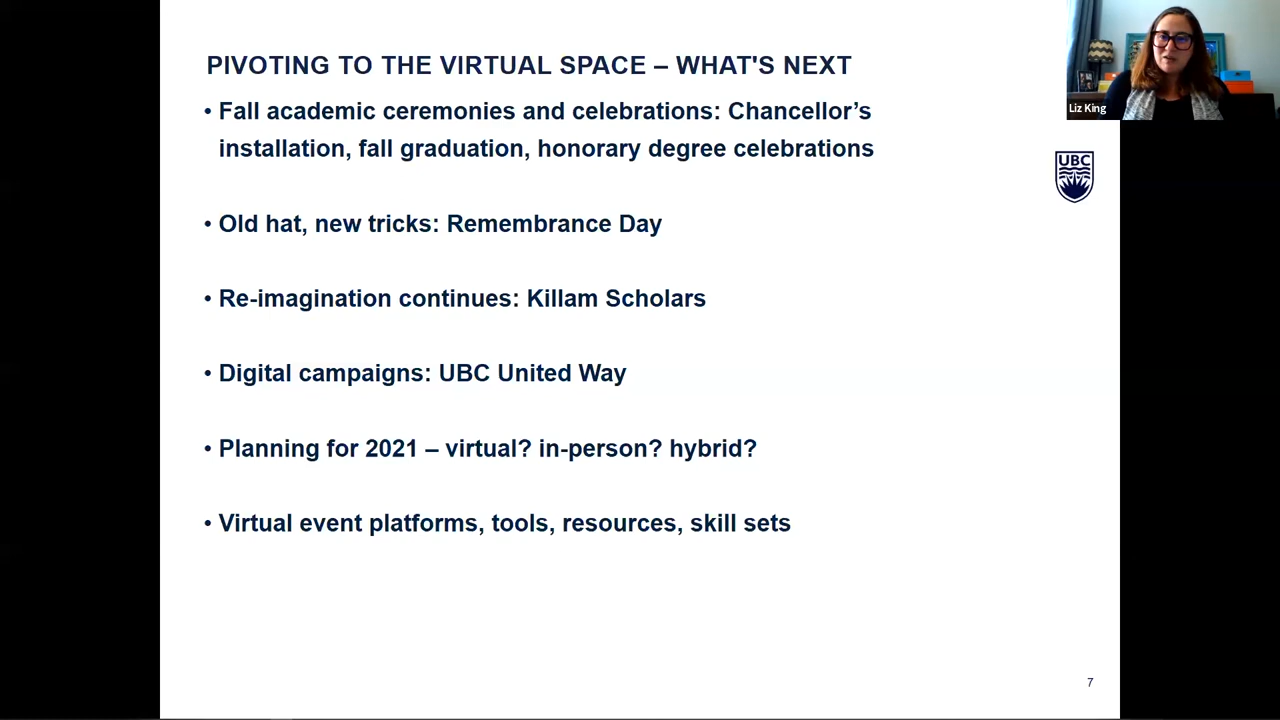 PIVOTING TO THE VIRTUAL SPACE – WHAT'S NEXT
• Fall academic ceremonies and celebrations: Chancellor’s
installation, fall graduation, honorary degree celebrations
• Old hat, new tricks: Remembrance Day
• Re-imagination continues: Killam Scholars
• Digital campaigns: UBC United Way
• Planning for 2021 – virtual? in-person? hybrid?
• Virtual event platforms, tools, resources, skill sets
Liz King
UBC
7